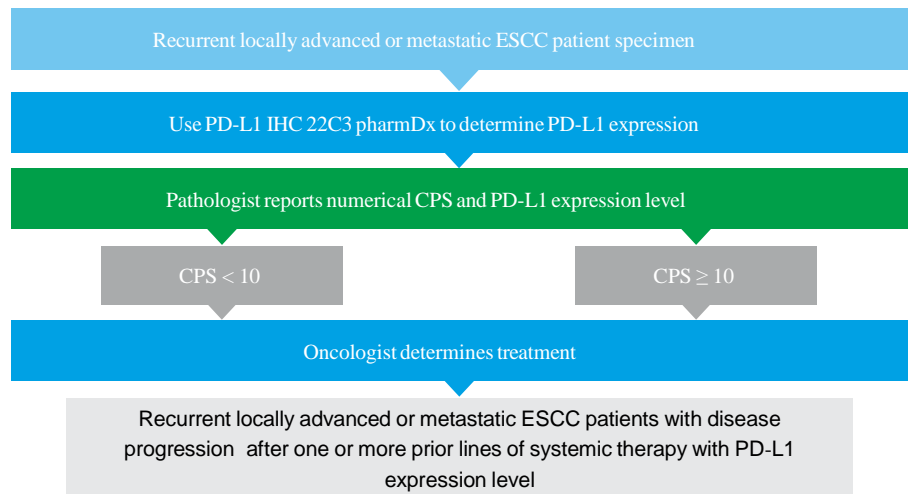 Recurrent locally advanced or metastatic ESCC patient specimen
Use PD-L1 IHC 22C3 pharmDx to determine PD-L1 expression
Pathologist reports numerical CPS and PD-L1 expression level
CPS < 10
CPS ≥ 10
Oncologist determines treatment
Recurrent locally advanced or metastatic ESCC patients with disease
progression after one or more prior lines of systemic therapy with PD-L1
expression level